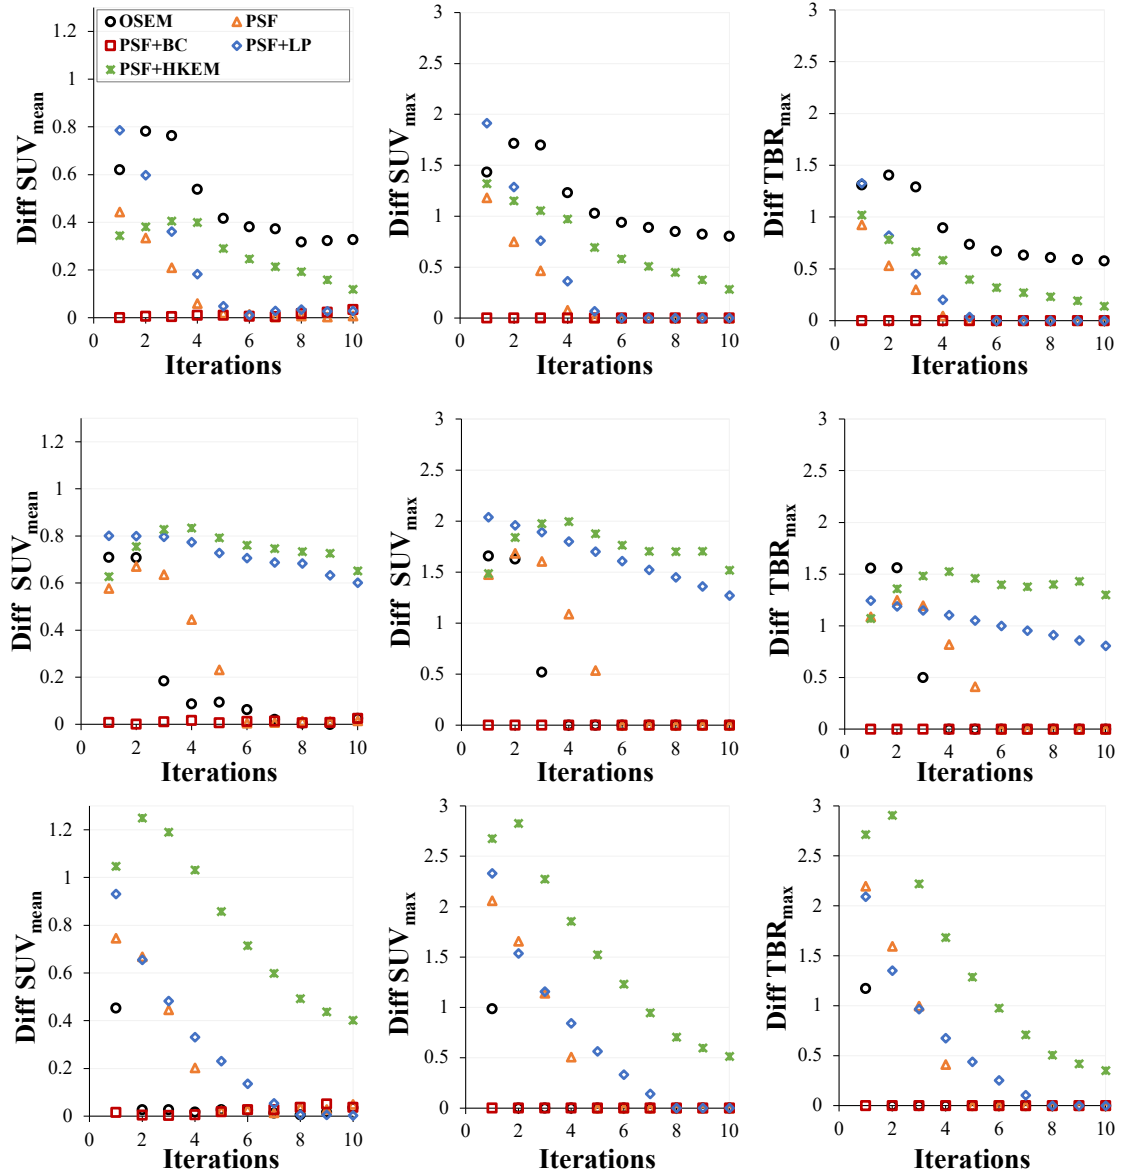 OSEM PSF
PSF+BC PSF+LP
PSF+HKEM
Diff SUVmean
1.2
1
0.8
0.6
0.4
0.2
0
0 2 4 6 8 10
Iterations
Diff SUVmax
3
2.5
2
1.5
1
0.5
0
0 2 4 6 8 10
Iterations
Diff TBRmax
3
2.5
2
1.5
1
0.5
0
0 2 4 6 8 10
Iterations
Diff SUVmean
1.2
1
0.8
0.6
0.4
0.2
0
0 2 4 6 8 10
Iterations
Diff SUVmax
3
2.5
2
1.5
1
0.5
0
0 2 4 6 8 10
Iterations
Diff TBRmax
3
2.5
2
1.5
1
0.5
0
0 2 4 6 8 10
Iterations
Diff SUVmean
1.2
1
0.8
0.6
0.4
0.2
0
0 2 4 6 8 10
Iterations
Diff SUVmax
3
2.5
2
1.5
1
0.5
0
0 2 4 6 8 10
Iterations
Diff TBRmax
3
2.5
2
1.5
1
0.5
0
0 2 4 6 8 10
Iterations